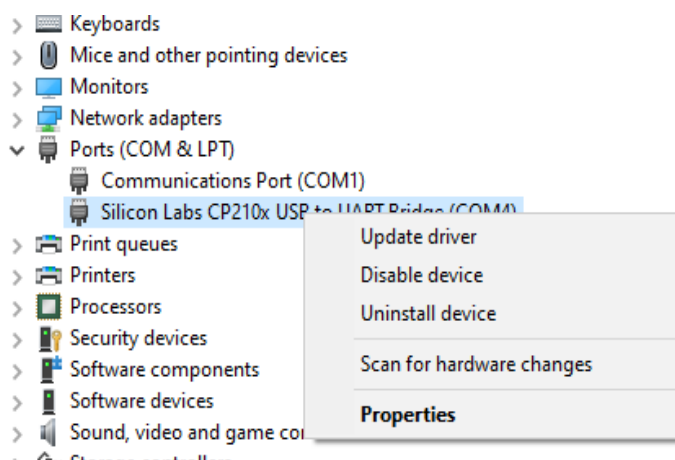 Keyboards
Mice and other pointing devices
Monitors
Network adapters
Ports (COM & LPT)
Communications Port (COM1)
Silicon Labs CP210x USB to UART Bridge (COM4)
Print queues
Printers
Processors
Security devices
Software components
Software devices
Sound, video and game
Update driver
Disable device
Uninstall device
Scan for hardware changes
Properties